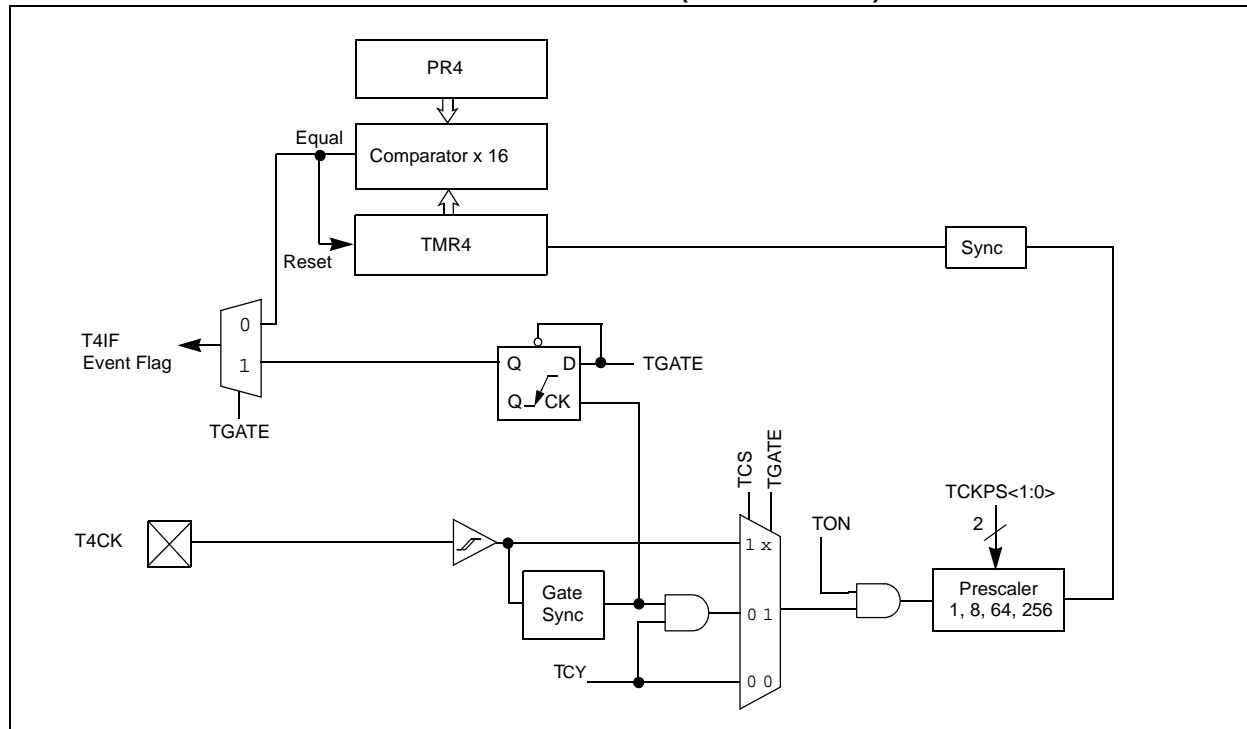 PR4
Equal
Comparator x 16
TMR4
Reset
Sync
0
T4IF
Event Flag
1
Q
D
TGATE
Q
CK
TGATE
TCS
TGATE
TCKPS<1:0>
2
TON
T4CK
1 x
Prescaler
1, 8, 64, 256
Gate
Sync
0 1
TCY
0 0